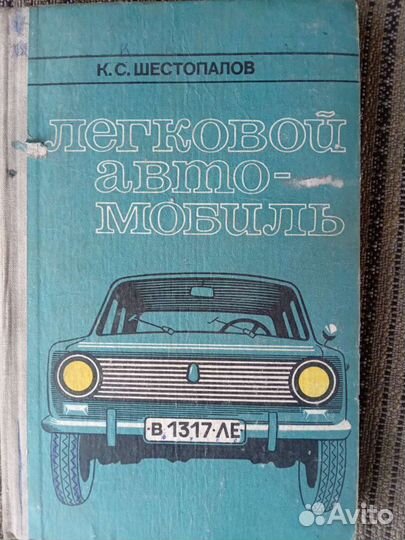 К. С. ШЕСТОПАЛОВ
ЛЕГКОВОЙ
АВТО-
МОБИЛЬ
В 1317 ЛЕ
Avito